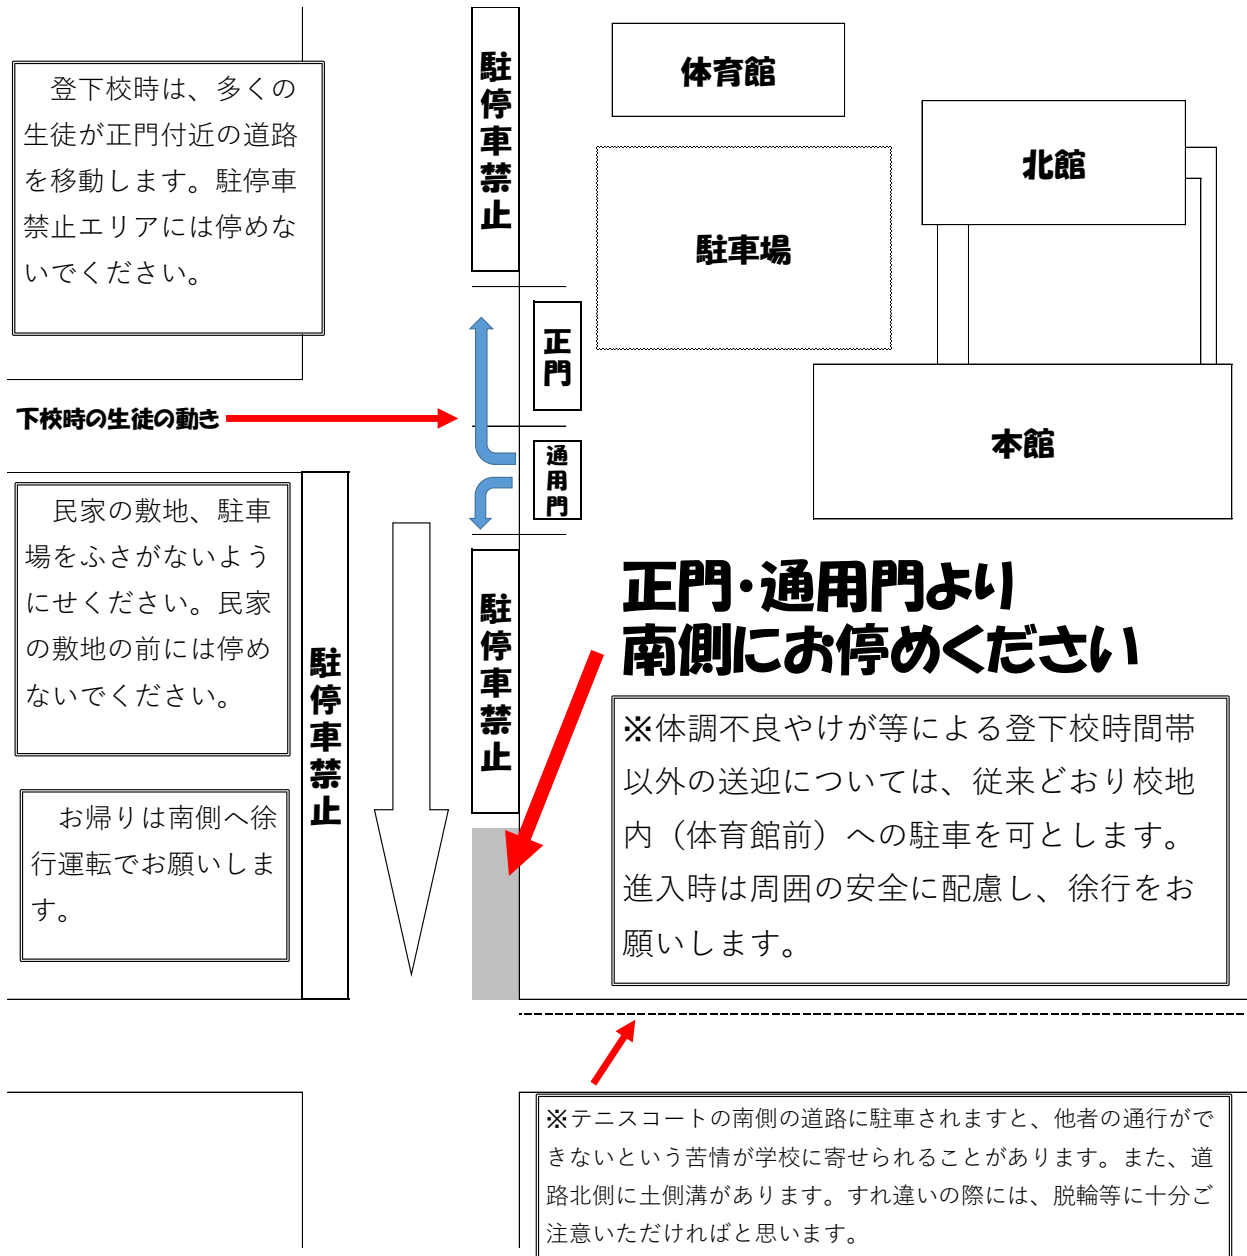 登下校時は、多くの
生徒が正門付近の道路
を移動します。駐停車
禁止エリアには停めな
いでください。
駐停車禁止
体育館
北館
駐車場
正門
下校時の生徒の動き
通用門
本館
民家の敷地、駐車
場をふさがないよう
にせください。民家
の敷地の前には停め
ないでください。
駐停車禁止
駐停車禁止
正門・通用門より
南側にお停めください
お帰りは南側へ徐
行運転でお願いしま
す。
※体調不良やけが等による登下校時間帯
以外の送迎については、従来どおり校地
内（体育館前）への駐車を可とします。
進入時は周囲の安全に配慮し、徐行をお
願いします。
※テニスコートの南側の道路に駐車されますと、他者の通行がで
きないという苦情が学校に寄せられることがあります。また、道
路北側に土側溝があります。すれ違いの際には、脱輪等に十分ご
注意いただければと思います。